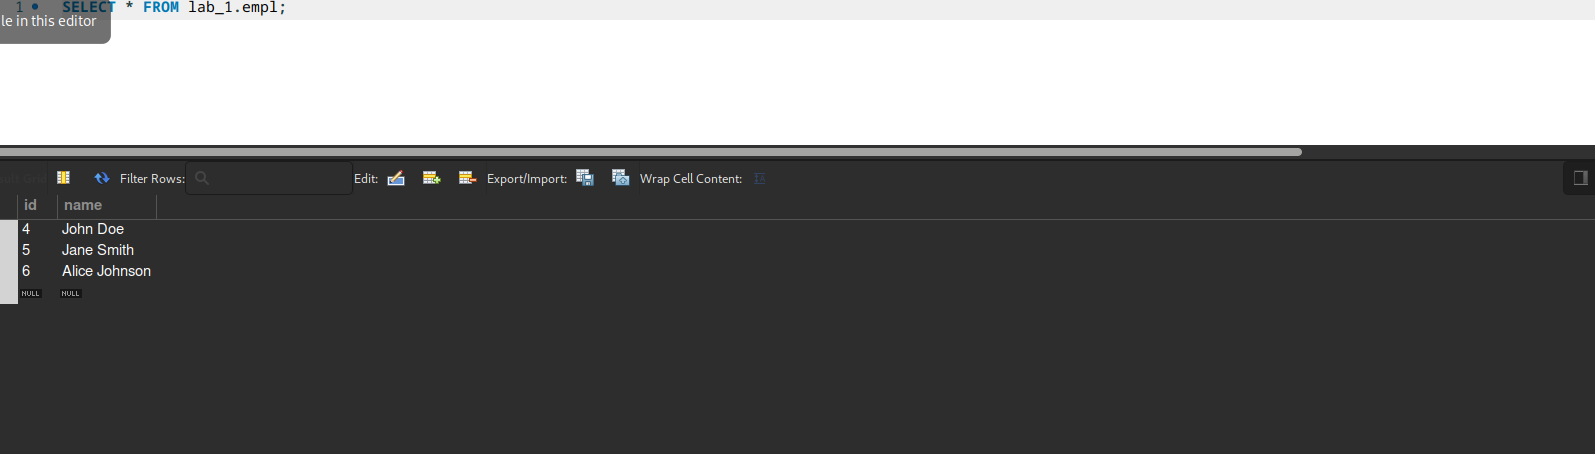 1 SELECT * FROM lab_1.empl;
le in this editor
Filter Rows: Edit: Export/Import: Wrap Cell Content:
id name
4 John Doe
5 Jane Smith
6 Alice Johnson
NULL NULL